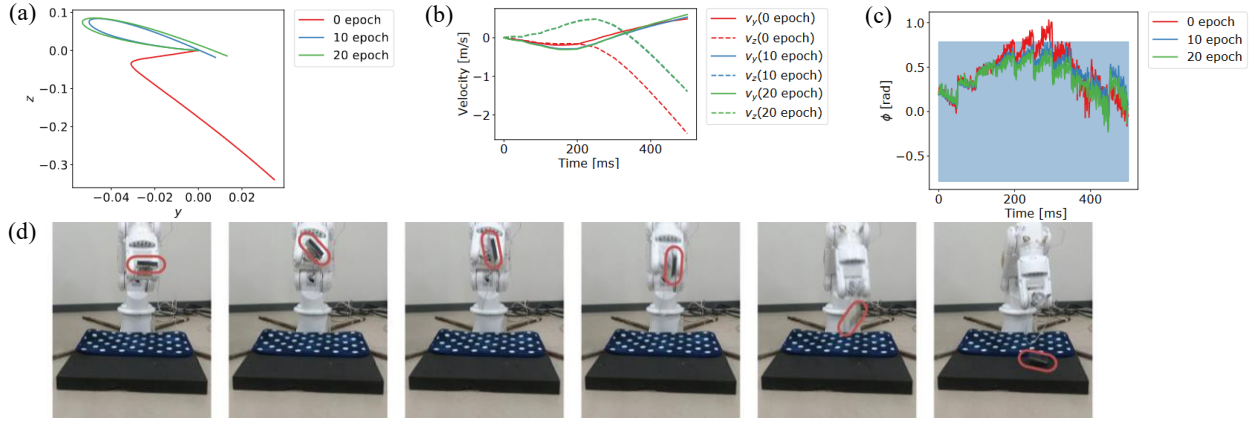 (a)
0.1
0.0
−0.1
−0.2
−0.3
z
−0.04
−0.02
0.00
0.02
y
0 epoch
10 epoch
20 epoch
(b)
0
−1
−2
Velocity [m/s]
0
200
400
Time [ms]
v_y(0 epoch)
v_z(0 epoch)
v_y(10 epoch)
v_z(10 epoch)
v_y(20 epoch)
v_z(20 epoch)
(c)
1.0
0.5
0.0
−0.5
ϕ [rad]
0
200
400
Time [ms]
0 epoch
10 epoch
20 epoch
(d)